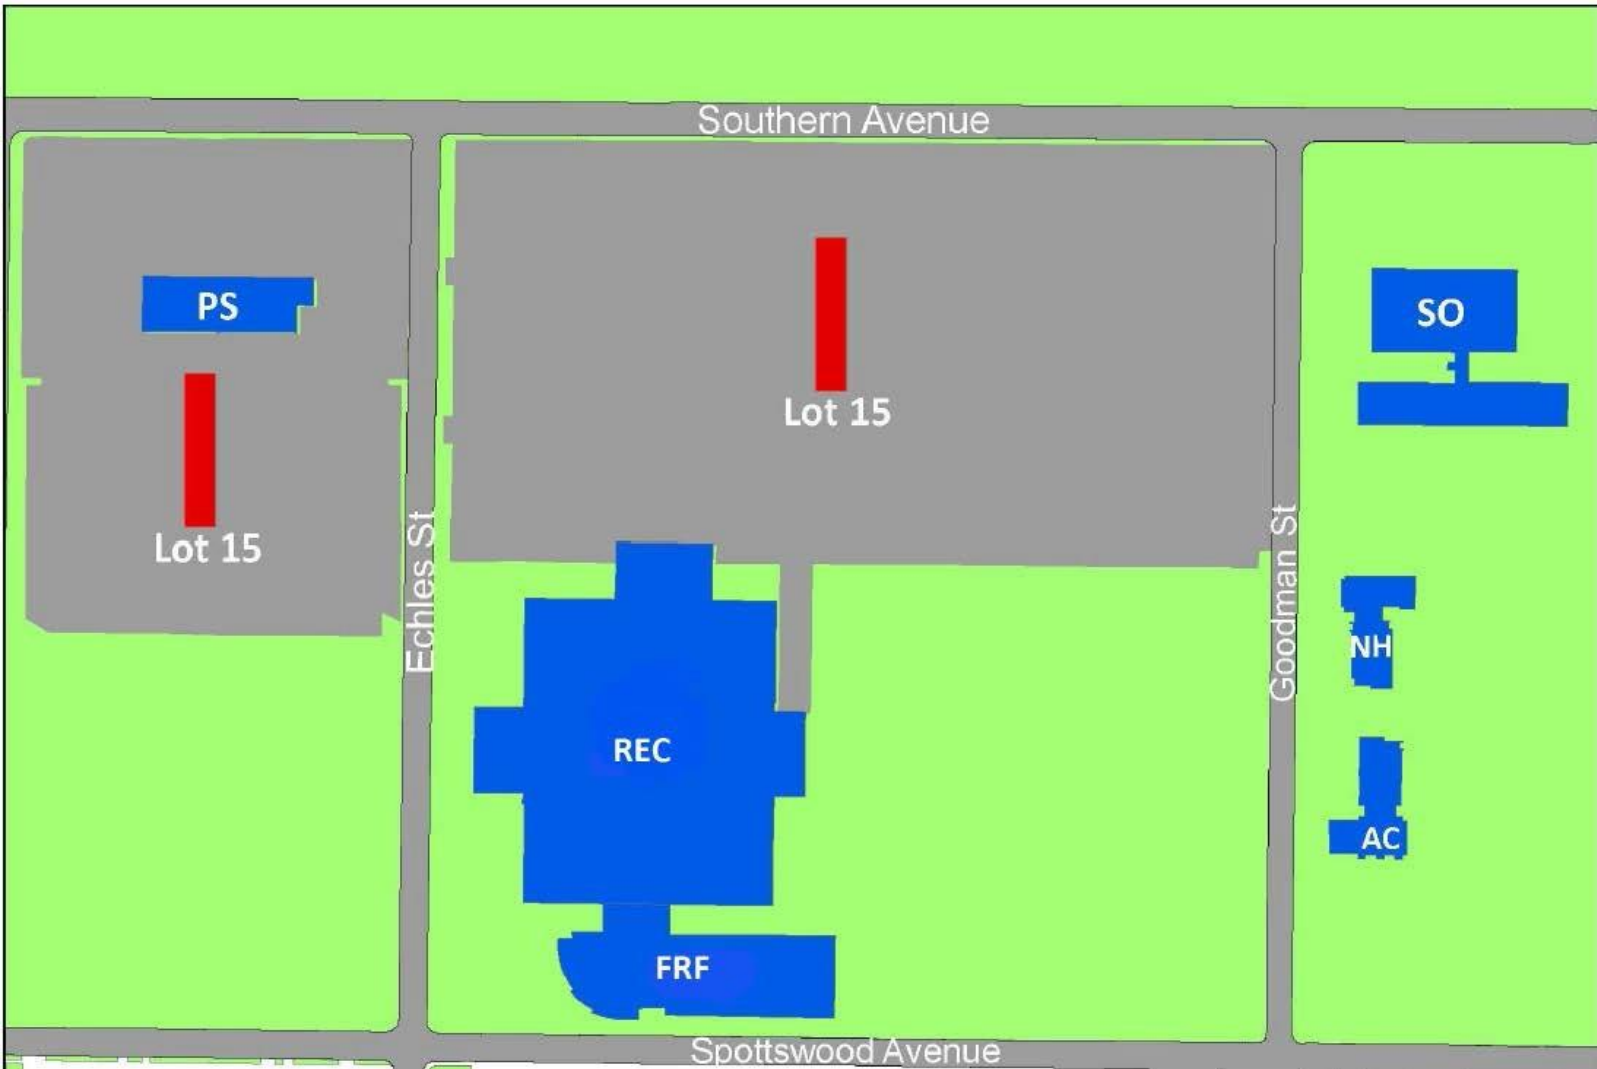 Southern Avenue
PS
SO
Lot 15
Lot 15
Echles St
Goodman St
NH
REC
AC
FRF
Spottswood Avenue